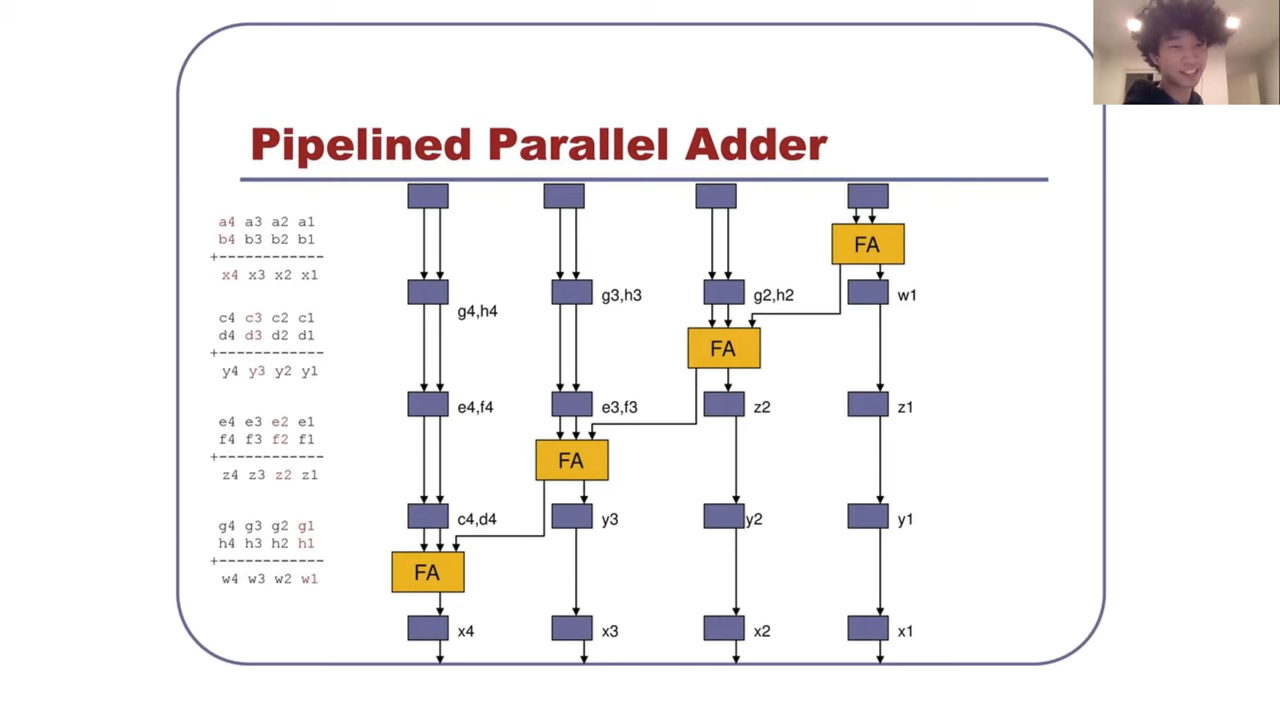 Pipelined Parallel Adder
a4 a3 a2 a1
b4 b3 b2 b1
+------------
x4 x3 x2 x1
c4 c3 c2 c1
d4 d3 d2 d1
+------------
y4 y3 y2 y1
e4 e3 e2 e1
f4 f3 f2 f1
+------------
z4 z3 z2 z1
g4 g3 g2 g1
h4 h3 h2 h1
+------------
w4 w3 w2 w1
FA
g4,h4
g3,h3
g2,h2
w1
FA
e4,f4
e3,f3
z2
z1
FA
c4,d4
y3
y2
y1
FA
x4
x3
x2
x1